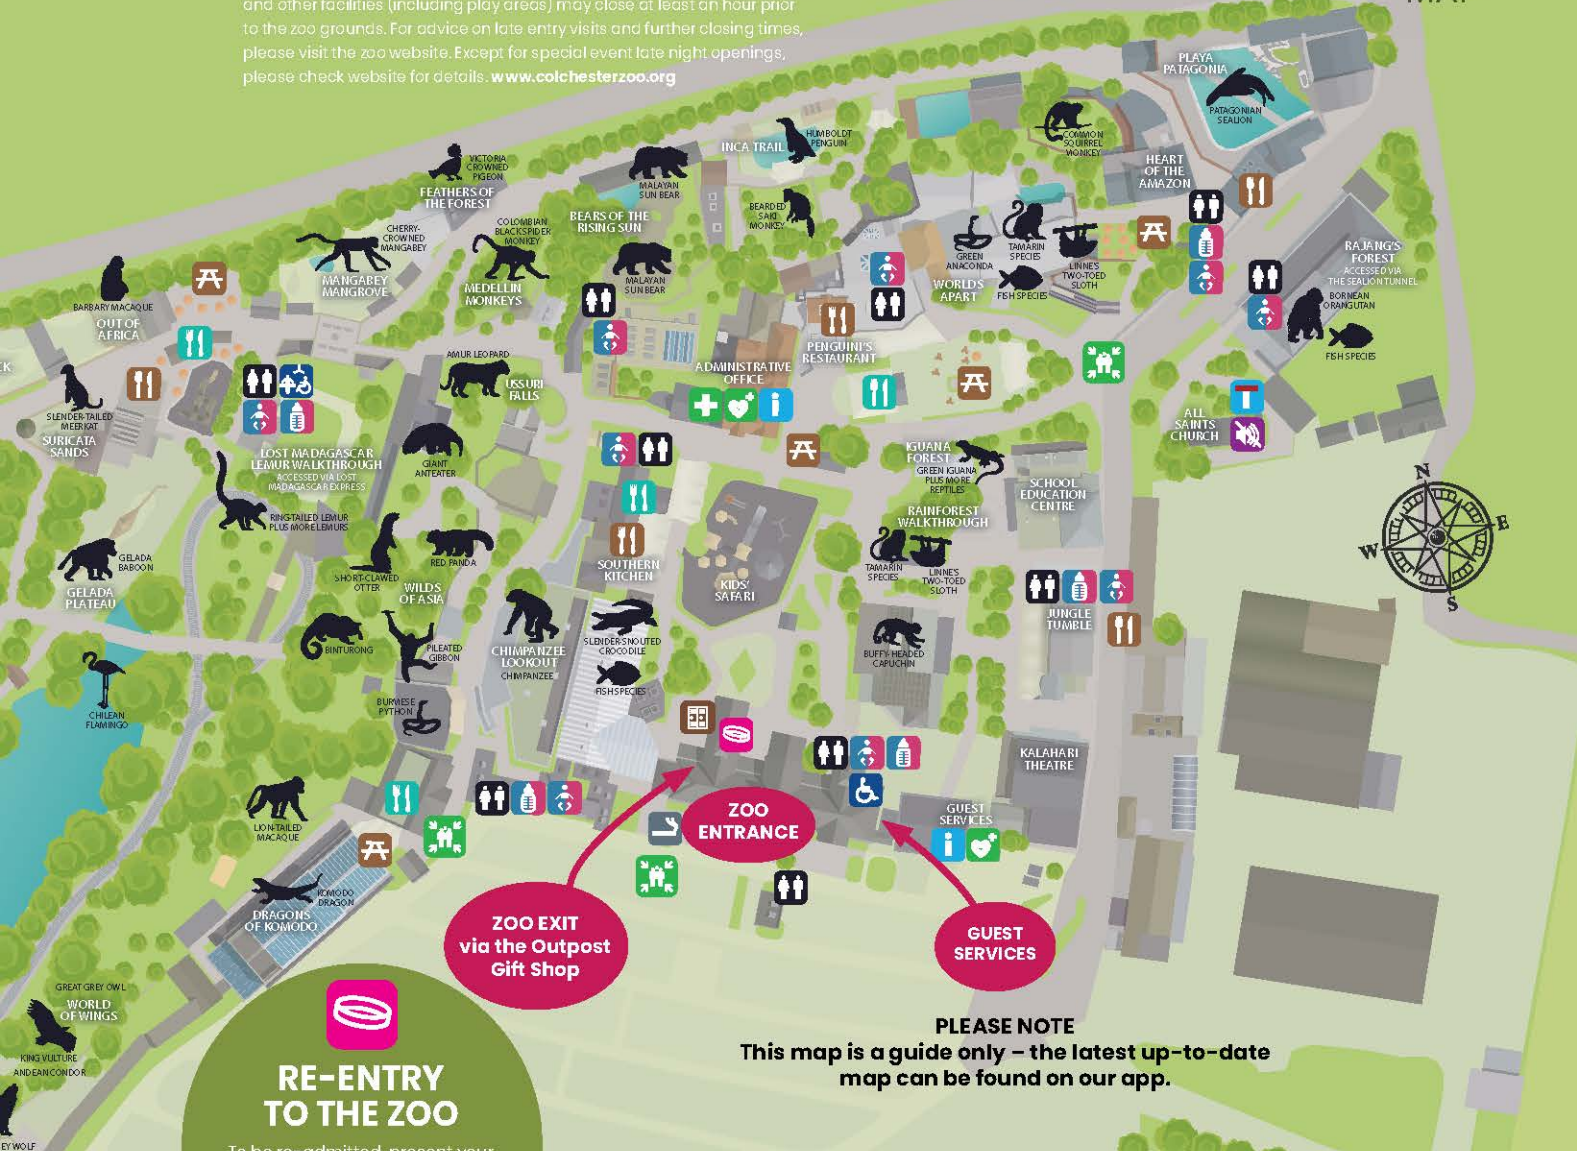 and other facilities (including play areas) may close at least an hour prior
to the zoo grounds. For advice on late entry visits and further closing times,
please visit the zoo website. Except for special event late night openings,
please check website for details. www.colchesterzoo.org
PLAYA
PATAGONIA
PATAGONIAN
SEALION
COMMON
SQUIRREL
MONKEY
HUMBOLDT
PENGUIN
INCA TRAIL
HEART
OF THE
AMAZON
VICTORIA
CROWNED
PIGEON
FEATHERS OF
THE FOREST
MALAYAN
SUN BEAR
BEARDED
SAKI
MONKEY
BEARS OF THE
RISING SUN
COLOMBIAN
BLACK SPIDER
MONKEY
CHERRY-
CROWNED
MANGABEY
MANGABEY
MANGROVE
MEDELLIN
MONKEYS
MALAYAN
SUN BEAR
GREEN
ANACONDA
TAMARIN
SPECIES
LINNE'S
TWO-TOED
SLOTH
WORLDS
APART
FISH SPECIES
RAJANG'S
FOREST
ACCESSED VIA
THE SEALION TUNNEL
BORNEAN
ORANGUTAN
FISH SPECIES
BARBARY MACAQUE
OUT OF
AFRICA
PENGUINI'S
RESTAURANT
AMUR LEOPARD
USSURI
FALLS
ADMINISTRATIVE
OFFICE
i
SLENDER-TAILED
MEERKAT
SURICATA
SANDS
ALL
SAINTS
CHURCH
T
LOST MADAGASCAR
LEMUR WALKTHROUGH
ACCESSED VIA LOST
MADAGASCAR EXPRESS
GIANT
ANTEATER
IGUANA
FOREST
GREEN IGUANA
PLUS MORE
REPTILES
SCHOOL
EDUCATION
CENTRE
N
E
S
W
RING-TAILED LEMUR
PLUS MORE LEMURS
RAINFOREST
WALKTHROUGH
TAMARIN
SPECIES
LINNE'S
TWO-TOED
SLOTH
GELADA
BABOON
GELADA
PLATEAU
SHORT-CLAWED
OTTER
RED PANDA
WILDS
OF ASIA
SOUTHERN
KITCHEN
KIDS'
SAFARI
JUNGLE
TUMBLE
BINTURONG
PILEATED
GIBBON
CHIMPANZEE
LOOKOUT
CHIMPANZEE
SLENDER-SNOUTED
CROCODILE
FISH SPECIES
BUFFY-HEADED
CAPUCHIN
CHILEAN
FLAMINGO
BURMESE
PYTHON
KALAHARI
THEATRE
LION-TAILED
MACAQUE
ZOO
ENTRANCE
GUEST
SERVICES
i
KOMODO
DRAGON
DRAGONS
OF KOMODO
ZOO EXIT
via the Outpost
Gift Shop
GUEST
SERVICES
GREAT GREY OWL
WORLD
OF WINGS
KING VULTURE
ANDEAN CONDOR
PLEASE NOTE
This map is a guide only – the latest up-to-date
map can be found on our app.
RE-ENTRY
TO THE ZOO
To be re-admitted, present your